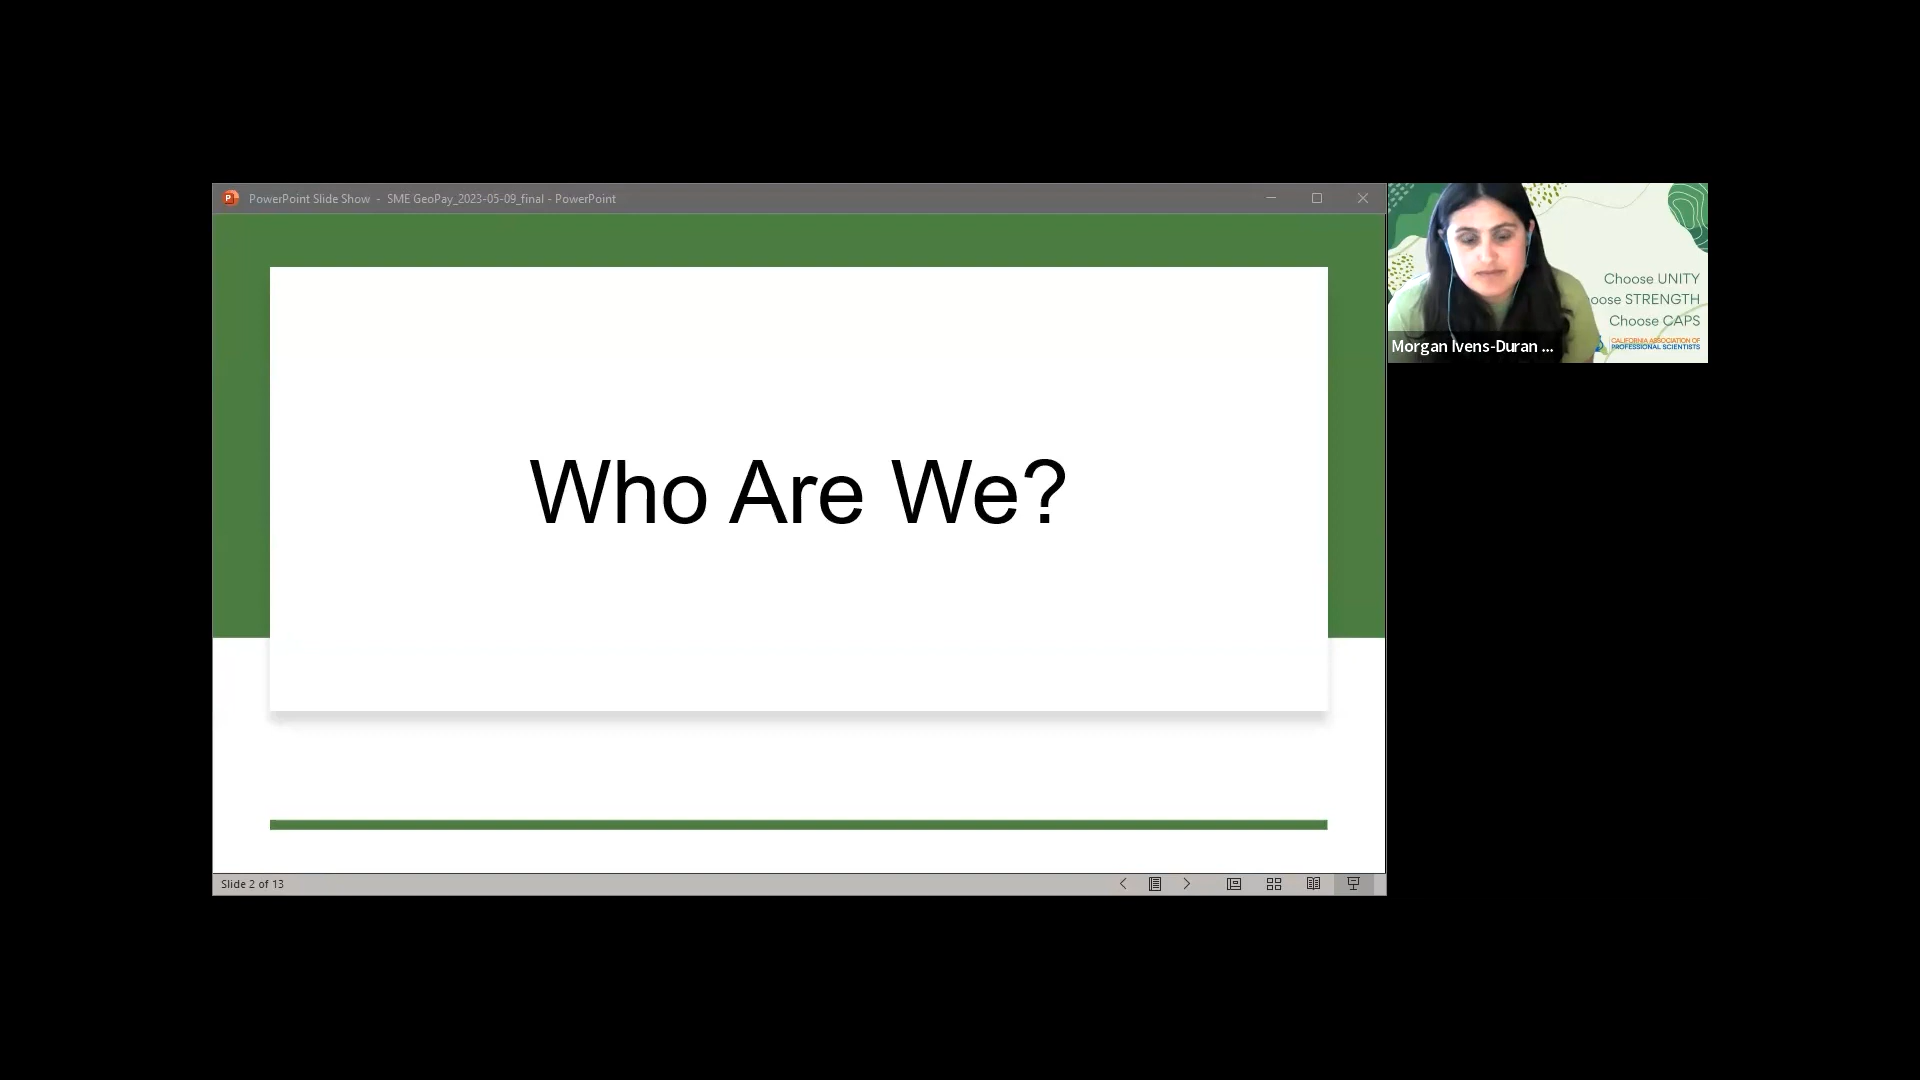 PowerPoint Slide Show - SME GeoPay_2023-05-09_final - PowerPoint
Who Are We?
Slide 2 of 13
Choose UNITY
oose STRENGTH
Choose CAPS
CALIFORNIA ASSOCIATION OF
PROFESSIONAL SCIENTISTS
Morgan Ivens-Duran ...